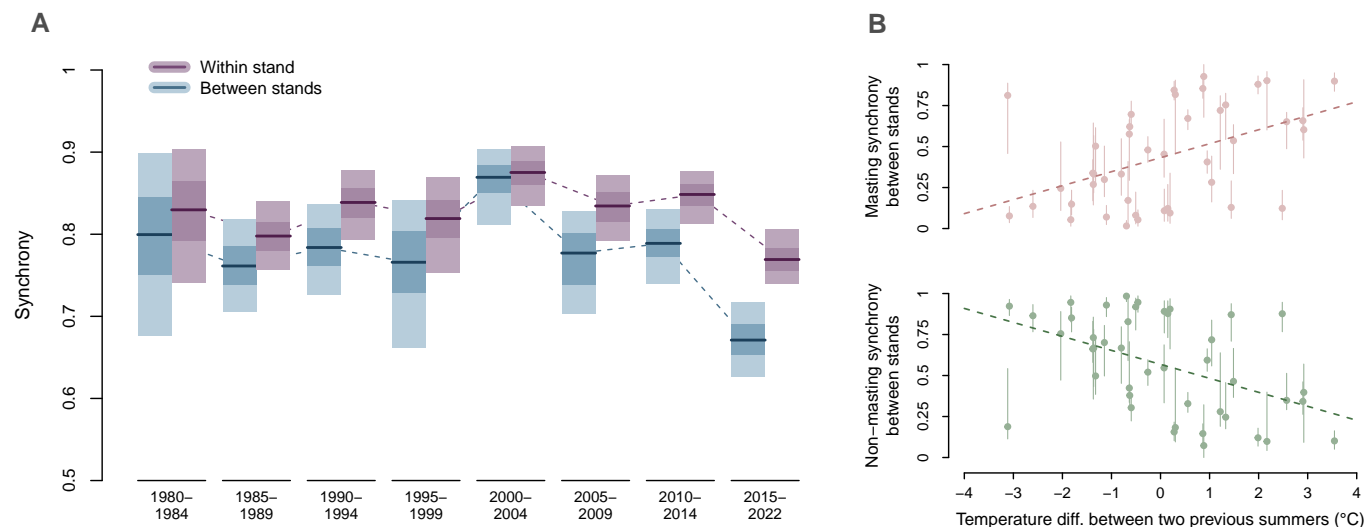 A
Within stand
Between stands
1
0.9
0.8
0.7
0.6
0.5
Synchrony
1980–
1984
1985–
1989
1990–
1994
1995–
1999
2000–
2004
2005–
2009
2010–
2014
2015–
2022
B
Masting synchrony
between stands
1
0.75
0.5
0.25
0
Non−masting synchrony
between stands
1
0.75
0.5
0.25
0
−4 −3 −2 −1 0 1 2 3 4
Temperature diff. between two previous summers (°C)